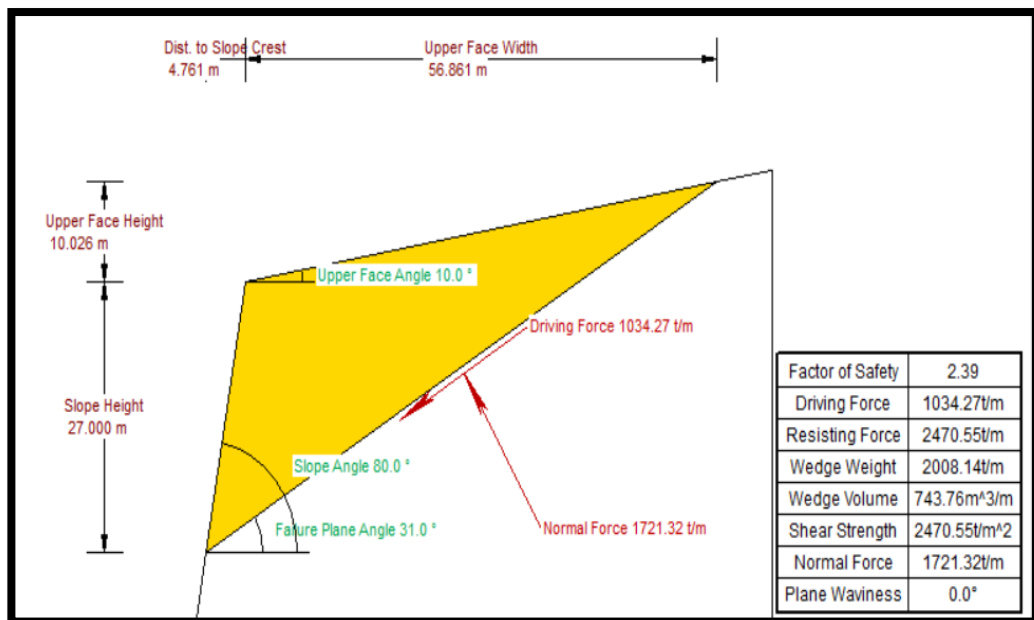 Dist. to Slope Crest
4.761 m
Upper Face Width
56.861 m
Upper Face Height
10.026 m
Upper Face Angle 10.0 °
Driving Force 1034.27 t/m
Slope Height
27.000 m
Slope Angle 80.0 °
Failure Plane Angle 31.0 °
Normal Force 1721.32 t/m
Factor of Safety 2.39
Driving Force 1034.27t/m
Resisting Force 2470.55t/m
Wedge Weight 2008.14t/m
Wedge Volume 743.76m^3/m
Shear Strength 2470.55t/m^2
Normal Force 1721.32t/m
Plane Waviness 0.0°